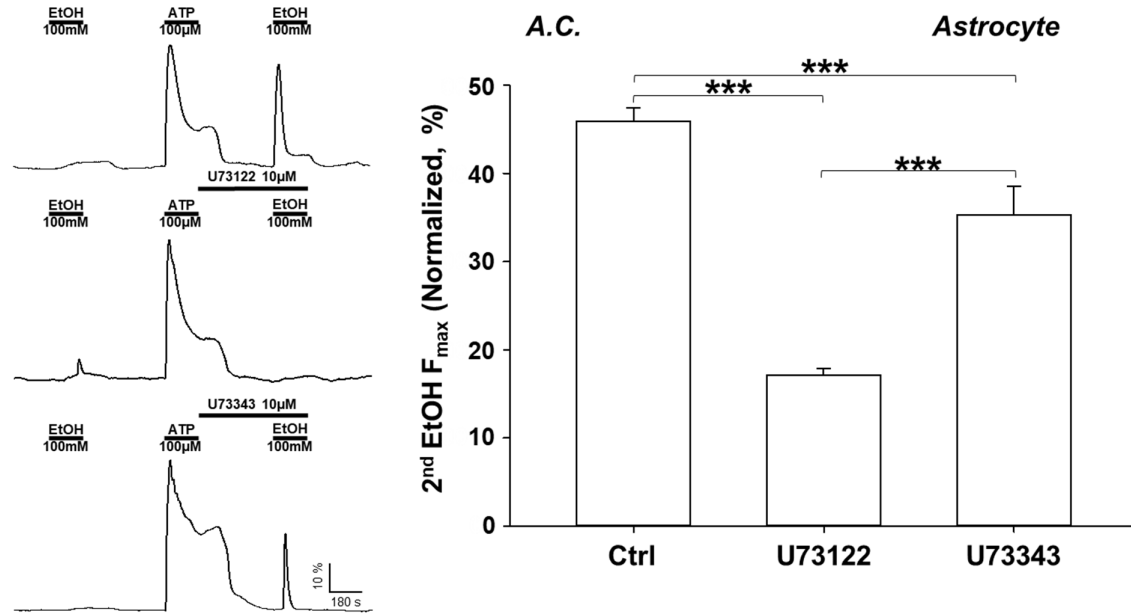 EtOH ATP EtOH
100mM 100µM 100mM
U73122 10µM
EtOH ATP EtOH
100mM 100µM 100mM
U73343 10µM
EtOH ATP EtOH
100mM 100µM 100mM
10 %
180 s
A.C. Astrocyte
***
***
***
2nd EtOH Fmax (Normalized, %)
50
40
30
20
10
0
Ctrl U73122 U73343